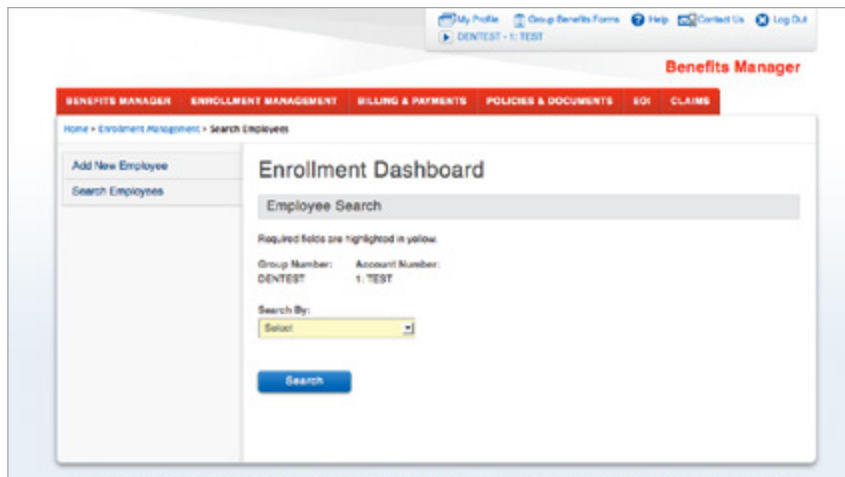 My Profile Group Benefits Forms Help Contact Us Log Out
DENTEST - 1: TEST
Benefits Manager
BENEFITS MANAGER ENROLLMENT MANAGEMENT BILLING & PAYMENTS POLICIES & DOCUMENTS EOI CLAIMS
Home > Enrollment Management > Search Employees
Add New Employee
Search Employees
Enrollment Dashboard
Employee Search
Required fields are highlighted in yellow.
Group Number: Account Number:
DENTEST 1: TEST
Search By:
Select
Search